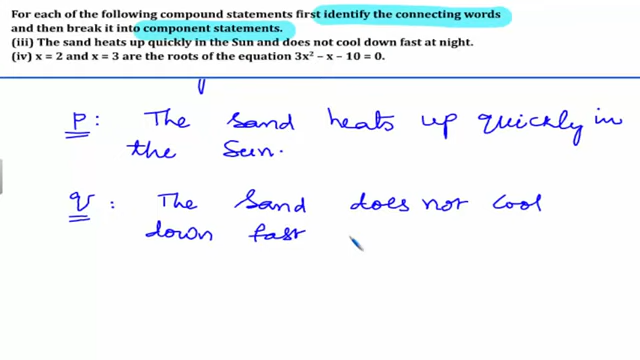 For each of the following compound statements first identify the connecting words
and then break it into component statements.
(iii) The sand heats up quickly in the Sun and does not cool down fast at night.
(iv) x = 2 and x = 3 are the roots of the equation 3x² – x – 10 = 0.
p: The sand heats up quickly in
the Sun.
q: The sand does not cool
down fast